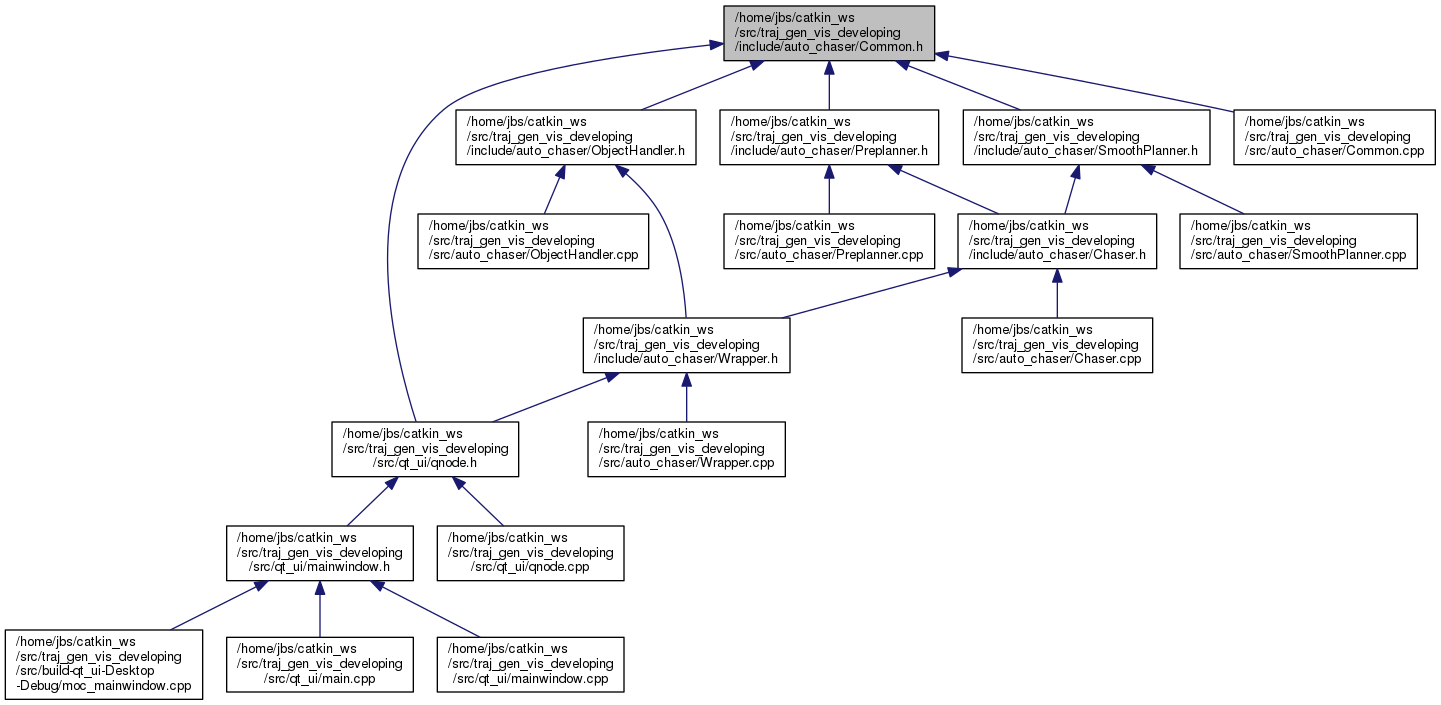 /home/jbs/catkin_ws
/src/traj_gen_vis_developing
/include/auto_chaser/Common.h
/home/jbs/catkin_ws
/src/traj_gen_vis_developing
/include/auto_chaser/ObjectHandler.h
/home/jbs/catkin_ws
/src/traj_gen_vis_developing
/include/auto_chaser/Preplanner.h
/home/jbs/catkin_ws
/src/traj_gen_vis_developing
/include/auto_chaser/SmoothPlanner.h
/home/jbs/catkin_ws
/src/traj_gen_vis_developing
/src/auto_chaser/Common.cpp
/home/jbs/catkin_ws
/src/traj_gen_vis_developing
/src/auto_chaser/ObjectHandler.cpp
/home/jbs/catkin_ws
/src/traj_gen_vis_developing
/src/auto_chaser/Preplanner.cpp
/home/jbs/catkin_ws
/src/traj_gen_vis_developing
/include/auto_chaser/Chaser.h
/home/jbs/catkin_ws
/src/traj_gen_vis_developing
/src/auto_chaser/SmoothPlanner.cpp
/home/jbs/catkin_ws
/src/traj_gen_vis_developing
/include/auto_chaser/Wrapper.h
/home/jbs/catkin_ws
/src/traj_gen_vis_developing
/src/auto_chaser/Chaser.cpp
/home/jbs/catkin_ws
/src/traj_gen_vis_developing
/src/qt_ui/qnode.h
/home/jbs/catkin_ws
/src/traj_gen_vis_developing
/src/auto_chaser/Wrapper.cpp
/home/jbs/catkin_ws
/src/traj_gen_vis_developing
/src/qt_ui/mainwindow.h
/home/jbs/catkin_ws
/src/traj_gen_vis_developing
/src/qt_ui/qnode.cpp
/home/jbs/catkin_ws
/src/traj_gen_vis_developing
/src/build-qt_ui-Desktop
-Debug/moc_mainwindow.cpp
/home/jbs/catkin_ws
/src/traj_gen_vis_developing
/src/qt_ui/main.cpp
/home/jbs/catkin_ws
/src/traj_gen_vis_developing
/src/qt_ui/mainwindow.cpp